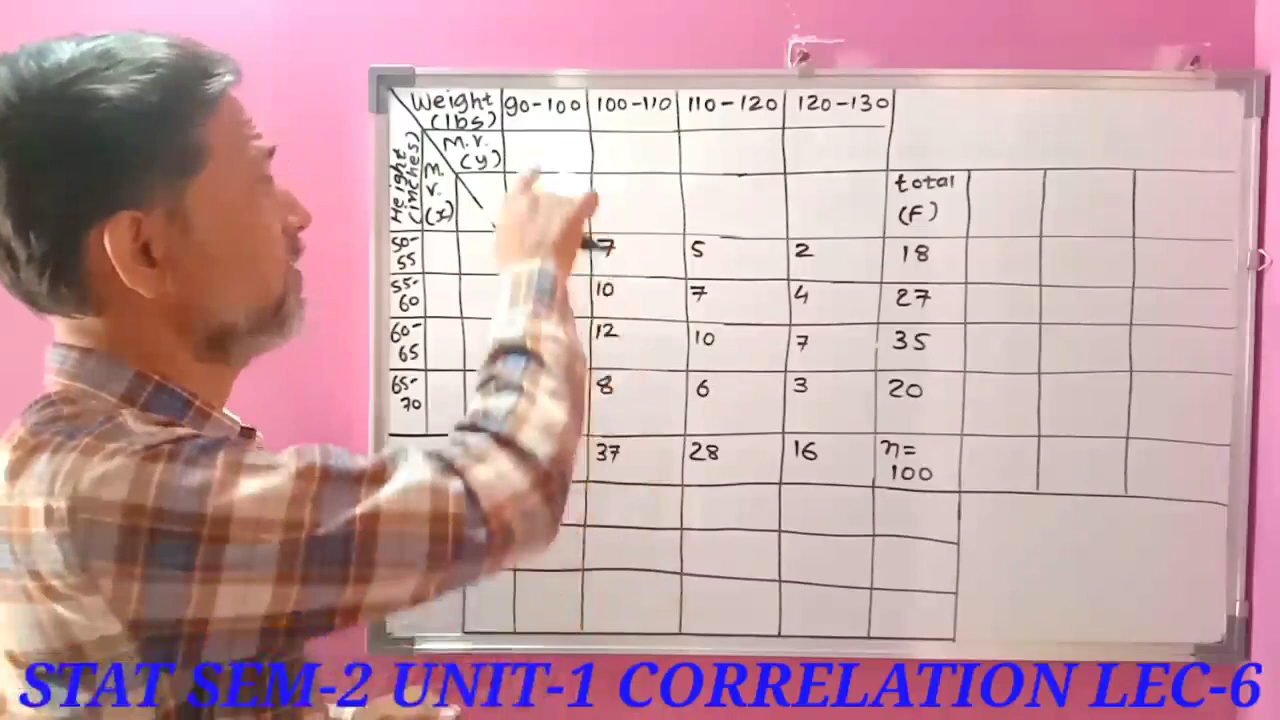 Weight 90-100 100-110 110-120 120-130
(lbs)
M.V.
(y)
Height
(inches)
M.
V.
(x)
total
(F)
50-
55
7 5 2 18
55-
60
10 7 4 27
60-
65
12 10 7 35
65-
70
8 6 3 20
37 28 16 n=
100
STAT SEM-2 UNIT-1 CORRELATION LEC-6